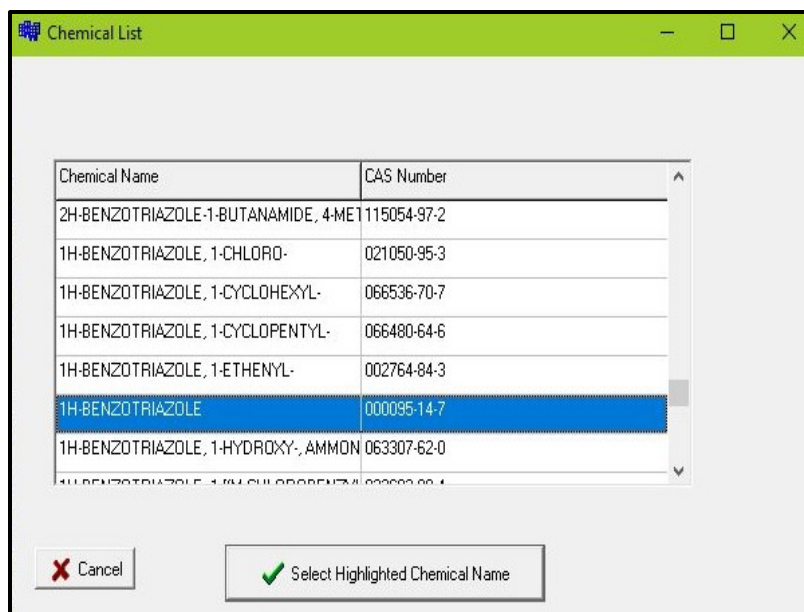 Chemical List
Chemical Name CAS Number
2H-BENZOTRIAZOLE-1-BUTANAMIDE, 4-MET 115054-97-2
1H-BENZOTRIAZOLE, 1-CHLORO- 021050-95-3
1H-BENZOTRIAZOLE, 1-CYCLOHEXYL- 066536-70-7
1H-BENZOTRIAZOLE, 1-CYCLOPENTYL- 066480-64-6
1H-BENZOTRIAZOLE, 1-ETHENYL- 002764-84-3
1H-BENZOTRIAZOLE 000095-14-7
1H-BENZOTRIAZOLE, 1-HYDROXY-, AMMON 063307-62-0
Cancel
Select Highlighted Chemical Name